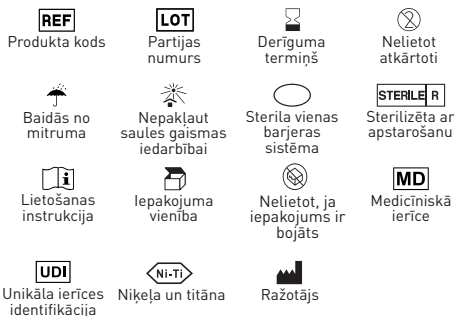 REF
Produkta kods
LOT
Partijas
numurs
Derīguma
termiņš
2
Nelietot
atkārtoti
Baidās no
mitruma
Nepakļaut
saules gaismas
iedarbībai
Sterila vienas
barjeras
sistēma
STERILE R
Sterilizēta ar
apstarošanu
i
Lietošanas
instrukcija
Iepakojuma
vienība
Nelietot, ja
iepakojums ir
bojāts
MD
Medicīniskā
ierīce
UDI
Unikāla ierīces
identifikācija
Ni-Ti
Niķeļa un titāna
Ražotājs